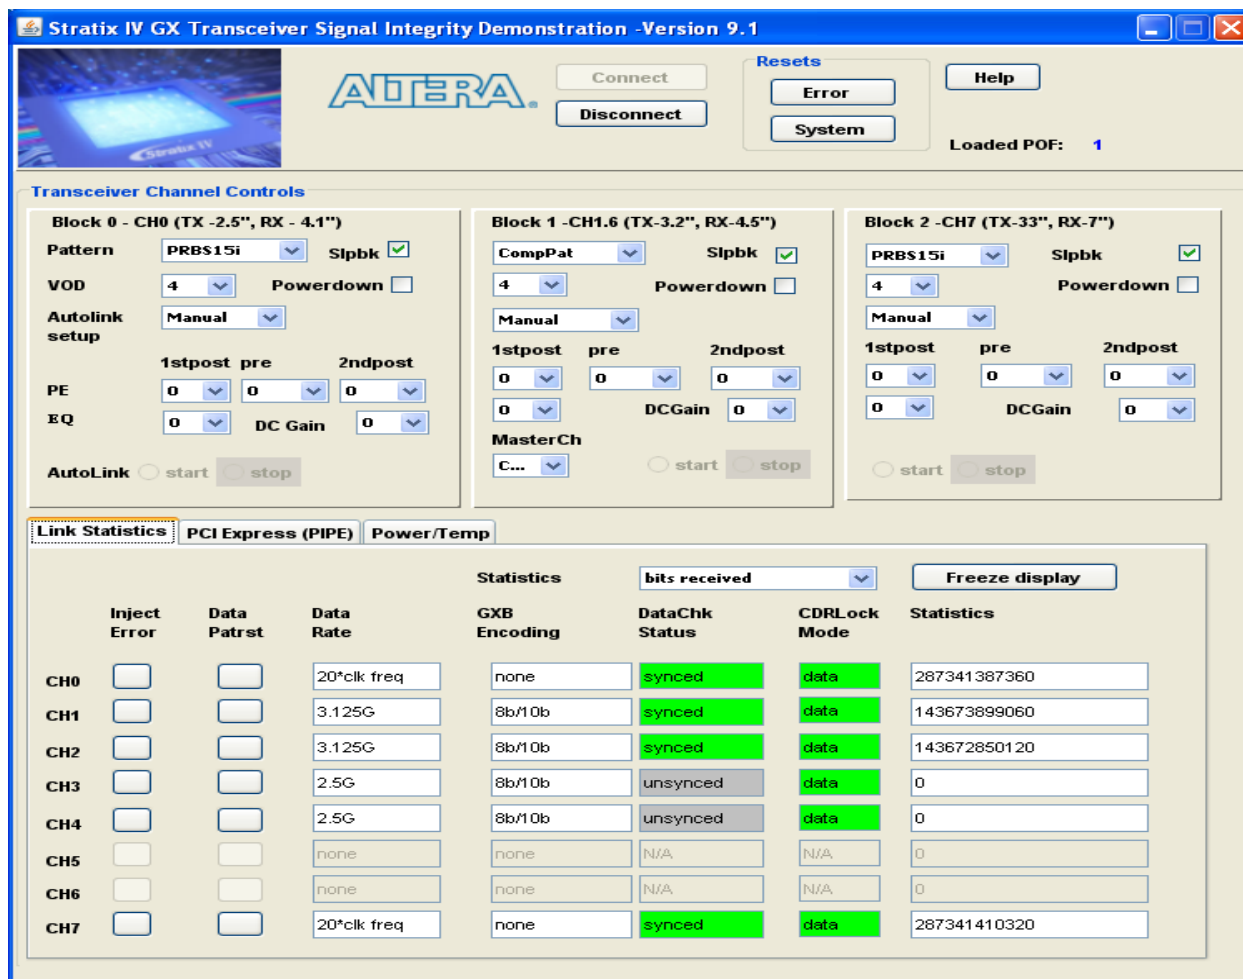 Stratix IV GX Transceiver Signal Integrity Demonstration -Version 9.1
Stratix IV
ALTERA.
Connect
Disconnect
Resets
Error
System
Help
Loaded POF: 1
Transceiver Channel Controls
Block 0 - CH0 (TX -2.5", RX - 4.1")
Pattern PRBS15i Slpbk
VOD 4 Powerdown
Autolink setup Manual
1stpost pre 2ndpost
PE 0 0 0
EQ 0 DC Gain 0
AutoLink start stop
Block 1 -CH1.6 (TX-3.2", RX-4.5")
CompPat Slpbk
4 Powerdown
Manual
1stpost pre 2ndpost
0 0 0
0 DCGain 0
MasterCh
C... start stop
Block 2 -CH7 (TX-33", RX-7")
PRBS15i Slpbk
4 Powerdown
Manual
1stpost pre 2ndpost
0 0 0
0 DCGain 0
start stop
Link Statistics PCI Express (PIPE) Power/Temp
Statistics bits received Freeze display
Inject Error Data Patrst Data Rate GXB Encoding DataChk Status CDRLock Mode Statistics
CH0 20*clk freq none synced data 287341387360
CH1 3.125G 8b/10b synced data 143673899060
CH2 3.125G 8b/10b synced data 143672850120
CH3 2.5G 8b/10b unsynced data 0
CH4 2.5G 8b/10b unsynced data 0
CH5 none none N/A N/A 0
CH6 none none N/A N/A 0
CH7 20*clk freq none synced data 287341410320